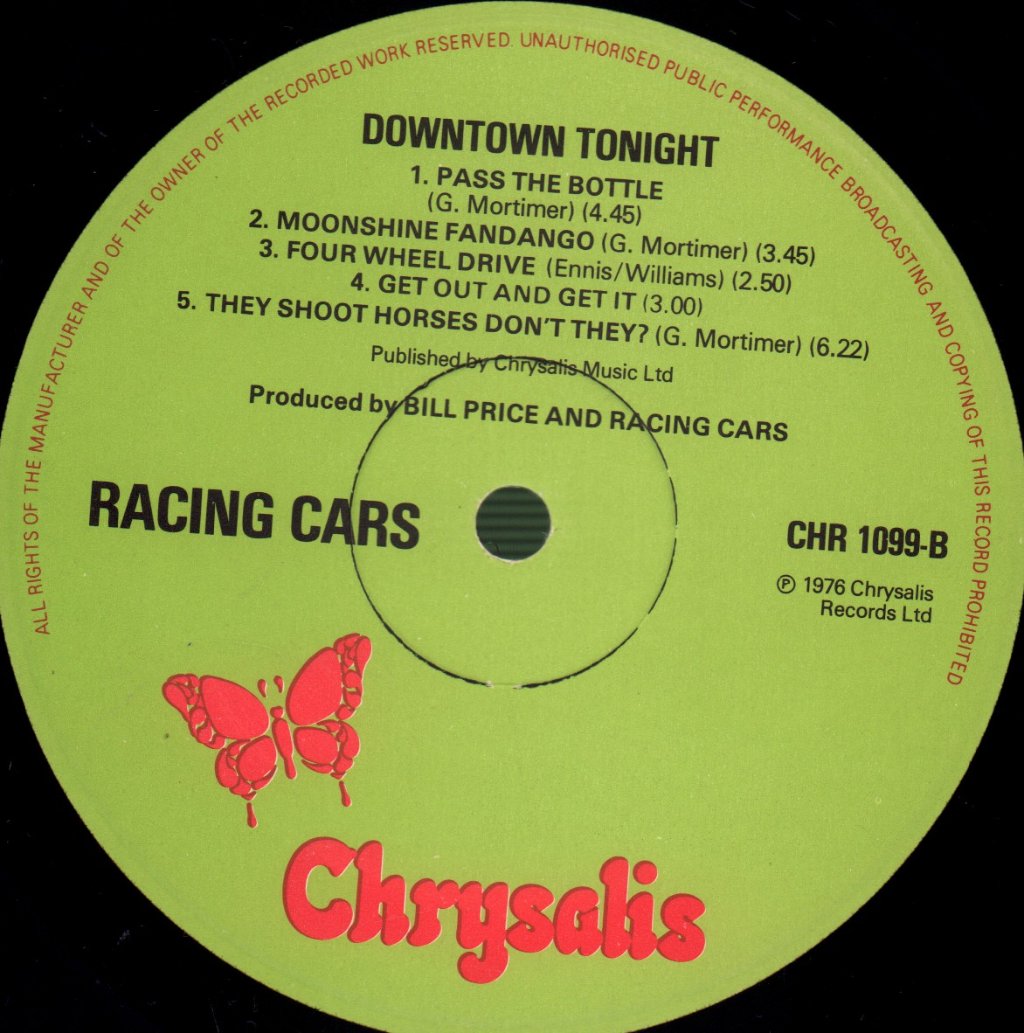 ALL RIGHTS OF THE MANUFACTURER AND OF THE OWNER OF THE RECORDED WORK RESERVED. UNAUTHORISED PUBLIC PERFORMANCE BROADCASTING AND COPYING OF THIS RECORD PROHIBITED
DOWNTOWN TONIGHT
1. PASS THE BOTTLE
(G. Mortimer) (4.45)
2. MOONSHINE FANDANGO (G. Mortimer) (3.45)
3. FOUR WHEEL DRIVE (Ennis/Williams) (2.50)
4. GET OUT AND GET IT (3.00)
5. THEY SHOOT HORSES DON'T THEY? (G. Mortimer) (6.22)
Published by Chrysalis Music Ltd
Produced by BILL PRICE AND RACING CARS
RACING CARS
CHR 1099-B
℗ 1976 Chrysalis
Records Ltd
Chrysalis